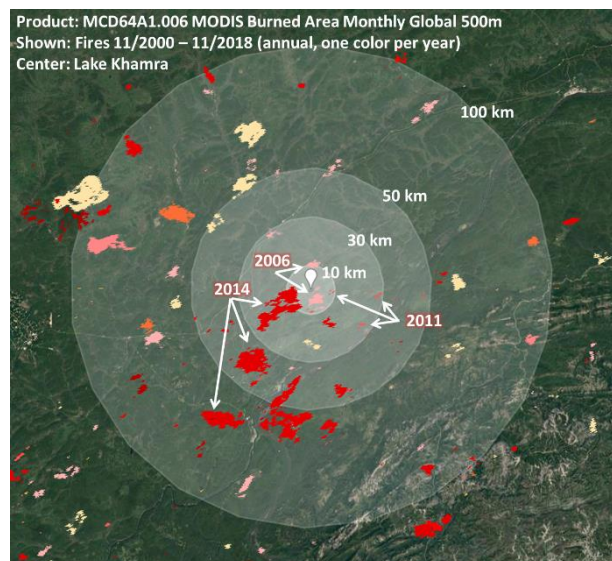 Product: MCD64A1.006 MODIS Burned Area Monthly Global 500m
Shown: Fires 11/2000 – 11/2018 (annual, one color per year)
Center: Lake Khamra
100 km
50 km
30 km
2006
10 km
2014
2011